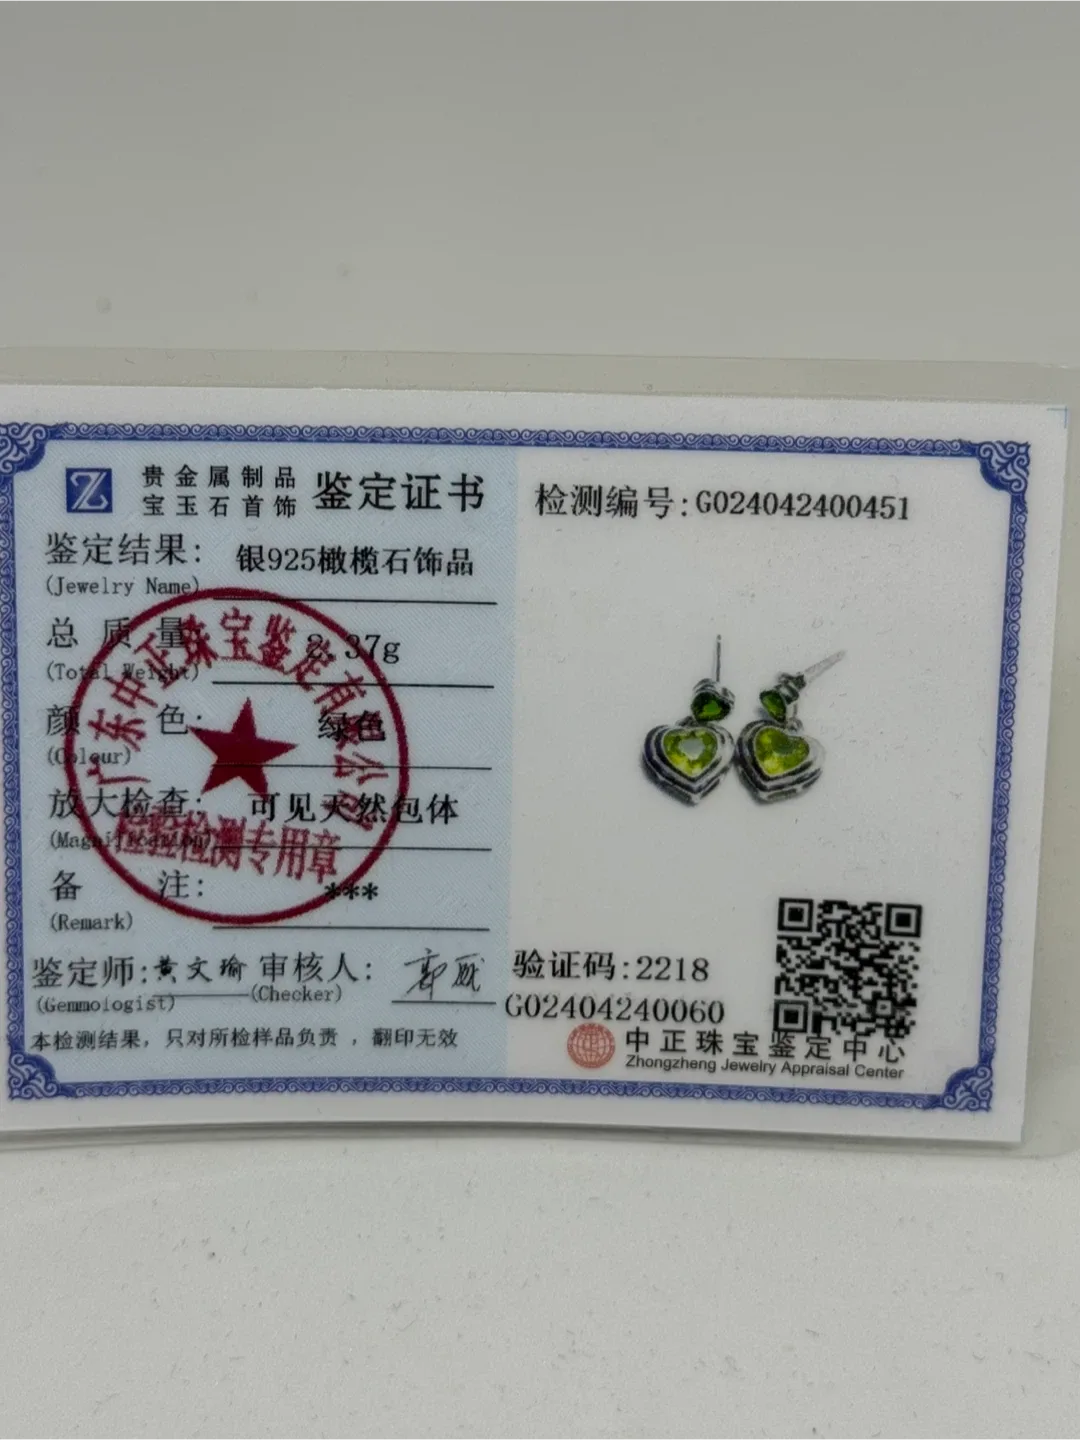 贵金属制品
宝玉石首饰
鉴定证书
鉴定结果: 银925橄榄石饰品
(Jewelry Name)
总质量: 2.37g
(Total Weight)
颜色: 绿色
(Colour)
放大检查: 可见天然包体
(Magnification)
备注: ***
(Remark)
广东中正珠宝鉴定有限公司
检验检测专用章
鉴定师:黄文瑜 审核人:
(Gemmologist) (Checker)
本检测结果，只对所检样品负责，翻印无效
检测编号:G024042400451
验证码:2218
G02404240060
中正珠宝鉴定中心
Zhongzheng Jewelry Appraisal Center